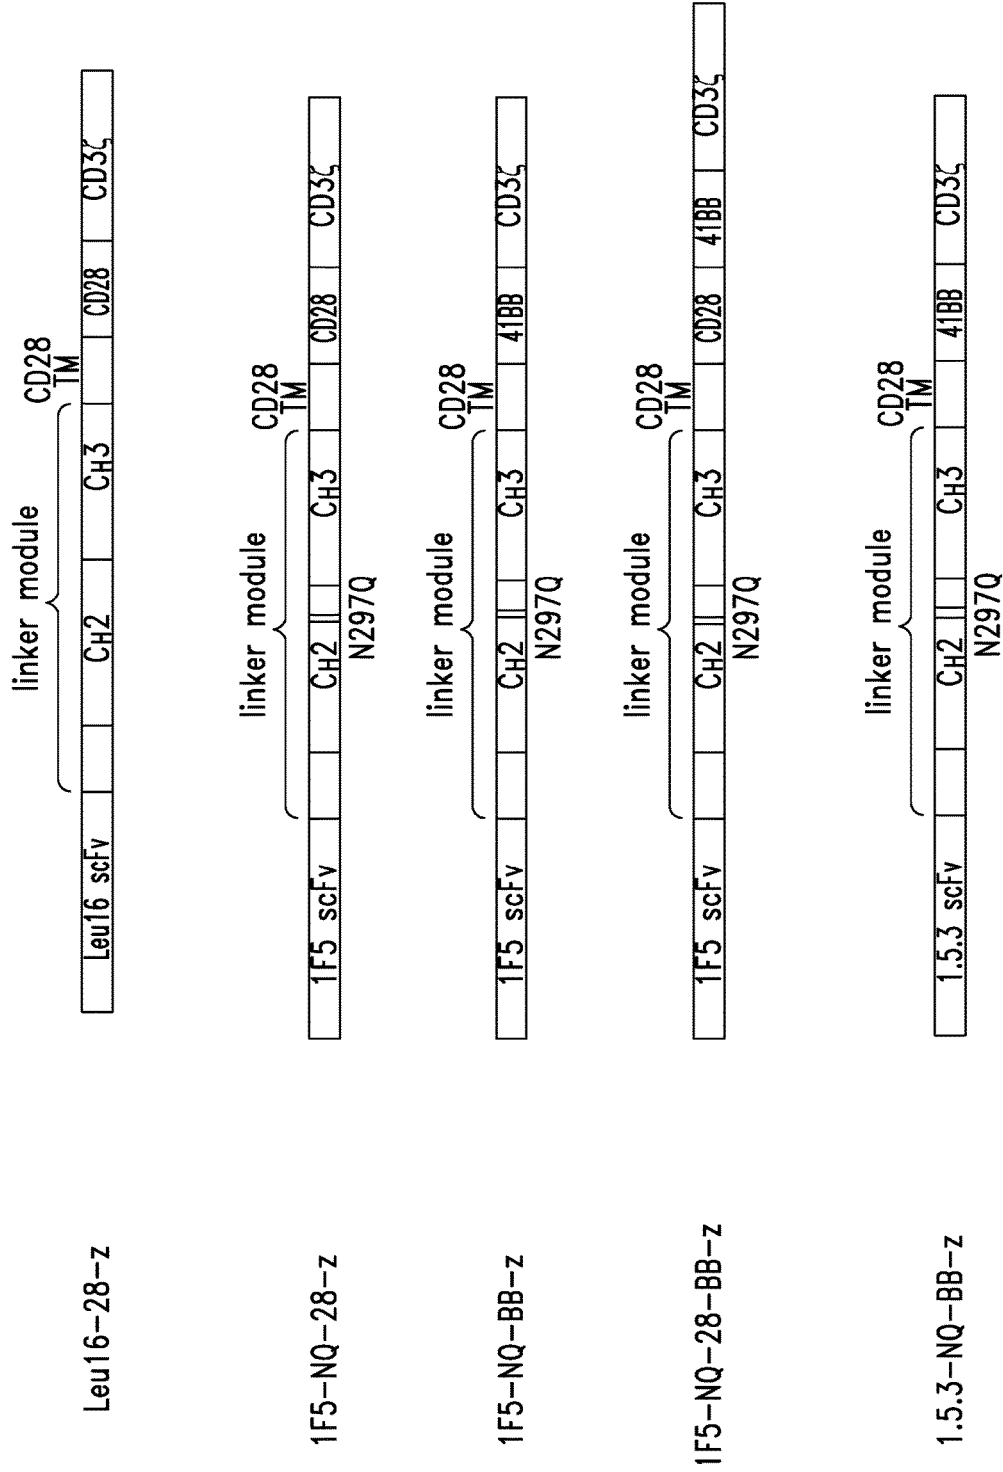 Leu16-28-z
linker module
CD28
TM
Leu16 scFv
CH2
CH3
CD28
CD3ζ
1F5-NQ-28-z
linker module
CD28
TM
1F5 scFv
CH2
CH3
CD28
CD3ζ
N297Q
1F5-NQ-BB-z
linker module
CD28
TM
1F5 scFv
CH2
CH3
41BB
CD3ζ
N297Q
1F5-NQ-28-BB-z
linker module
CD28
TM
1F5 scFv
CH2
CH3
CD28
41BB
CD3ζ
N297Q
1.5.3-NQ-BB-z
linker module
CD28
TM
1.5.3 scFv
CH2
CH3
41BB
CD3ζ
N297Q